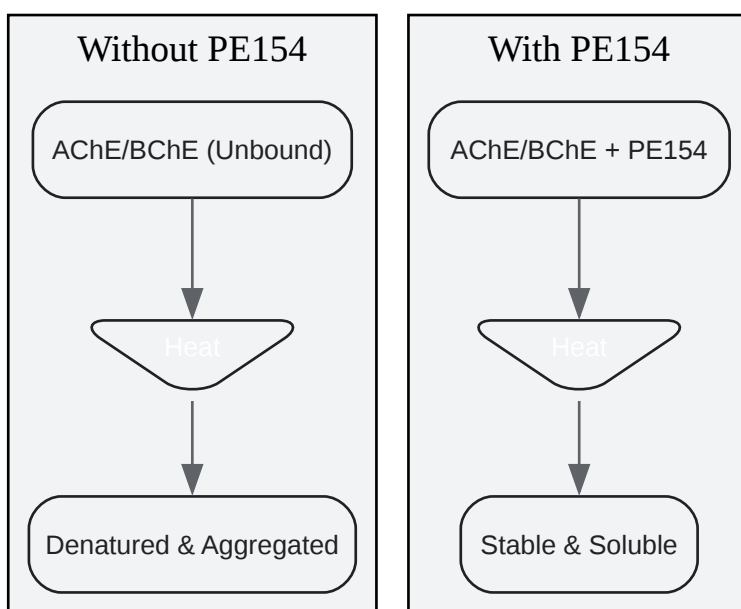 Without PE154
AChE/BChE (Unbound)
Heat
Denatured & Aggregated
With PE154
AChE/BChE + PE154
Heat
Stable & Soluble